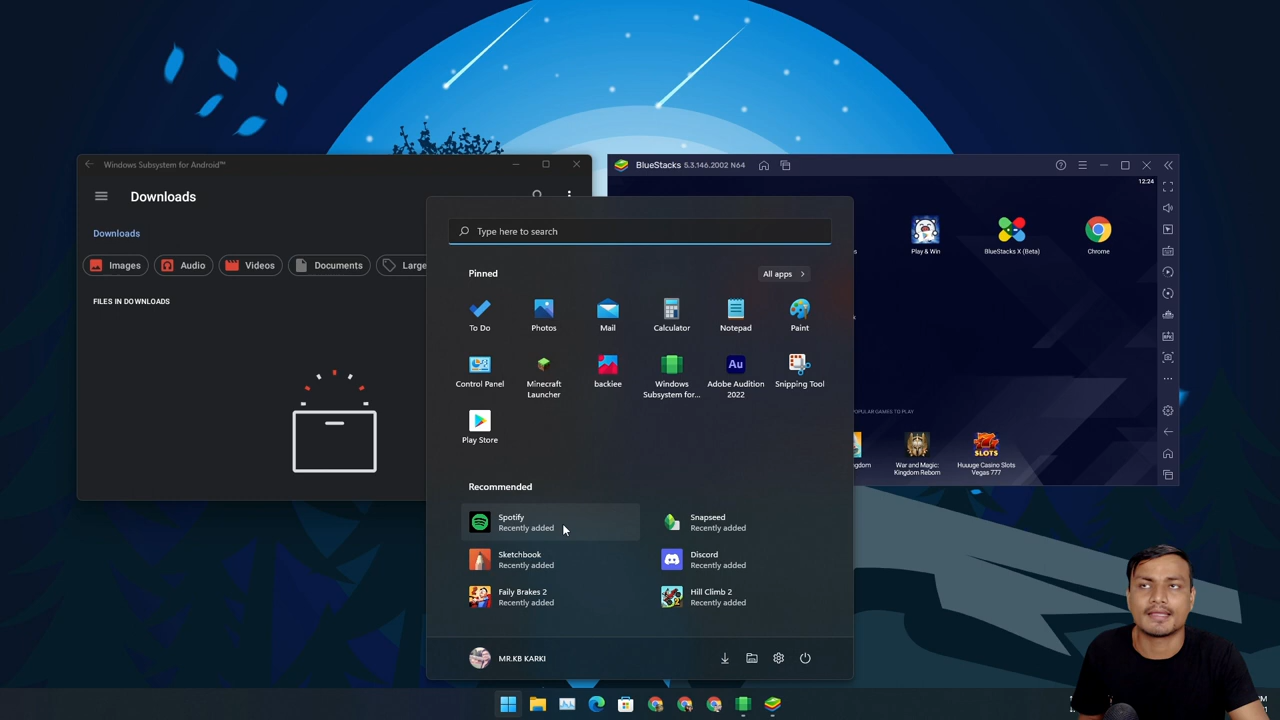 Windows Subsystem for Android™
Downloads
Downloads
Images
Audio
Videos
Documents
FILES IN DOWNLOADS
BlueStacks 5.3.146.2002 N64
12:24
Play & Win
BlueStacks X (Beta)
Chrome
War and Magic:
Kingdom Reborn
Huuuge Casino Slots
Vegas 777
SLOTS
Type here to search
Pinned
All apps
To Do
Photos
Mail
Calculator
Notepad
Paint
Control Panel
Minecraft
Launcher
backiee
Windows
Subsystem for...
Au
Adobe Audition
2022
Snipping Tool
Play Store
Recommended
Spotify
Recently added
Snapseed
Recently added
Sketchbook
Recently added
Discord
Recently added
Faily Brakes 2
Recently added
Hill Climb 2
Recently added
MR.KB KARKI